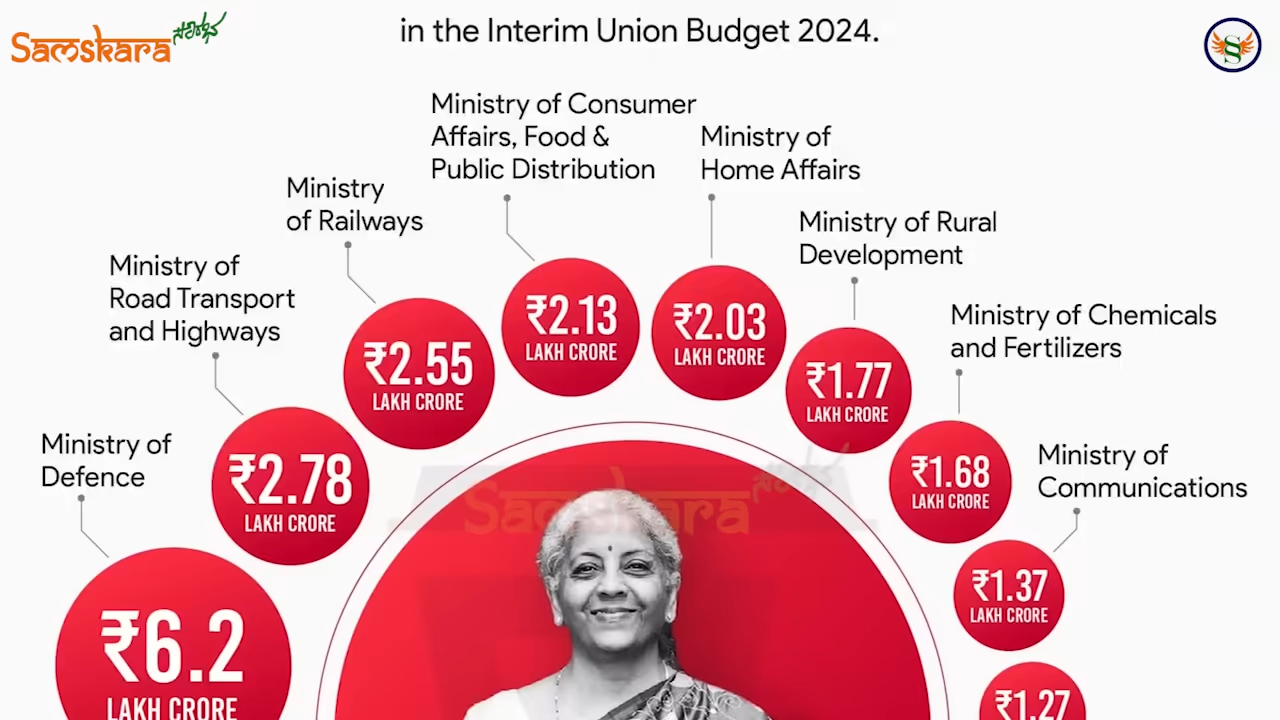 Samskara
ಸಂಸ್ಕಾರ
in the Interim Union Budget 2024.
S
Ministry of Consumer
Affairs, Food &
Public Distribution
Ministry of
Home Affairs
Ministry
of Railways
Ministry of Rural
Development
Ministry of
Road Transport
and Highways
Ministry of Chemicals
and Fertilizers
Ministry of
Defence
Ministry of
Communications
₹6.2
LAKH CRORE
₹2.78
LAKH CRORE
₹2.55
LAKH CRORE
₹2.13
LAKH CRORE
₹2.03
LAKH CRORE
₹1.77
LAKH CRORE
₹1.68
LAKH CRORE
₹1.37
LAKH CRORE
₹1.27
Samskara